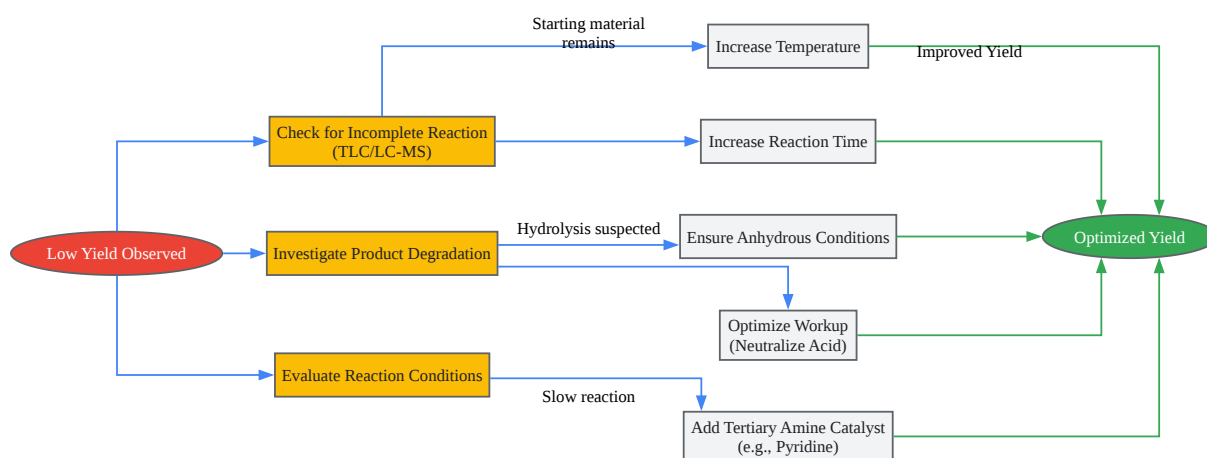 Starting material
remains
Increase Temperature
Improved Yield
Check for Incomplete Reaction
(TLC/LC-MS)
Increase Reaction Time
Low Yield Observed
Investigate Product Degradation
Hydrolysis suspected
Ensure Anhydrous Conditions
Optimized Yield
Optimize Workup
(Neutralize Acid)
Evaluate Reaction Conditions
Slow reaction
Add Tertiary Amine Catalyst
(e.g., Pyridine)